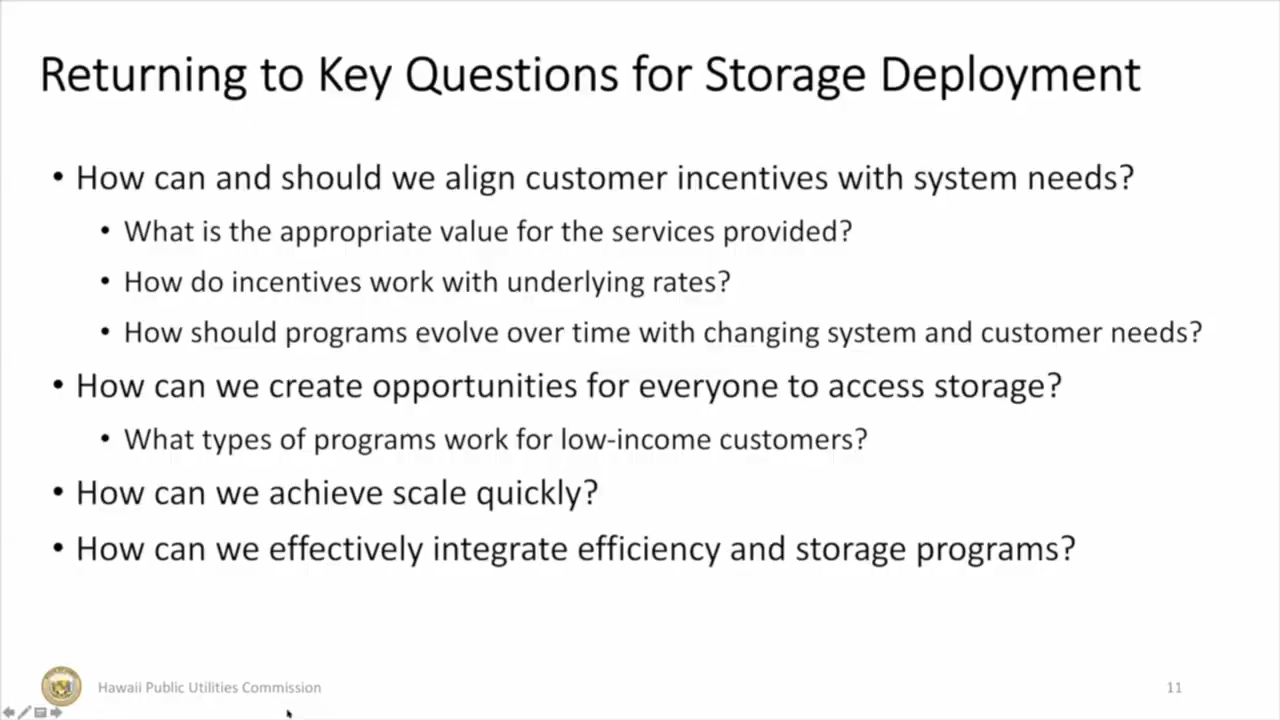 Returning to Key Questions for Storage Deployment
• How can and should we align customer incentives with system needs?
• What is the appropriate value for the services provided?
• How do incentives work with underlying rates?
• How should programs evolve over time with changing system and customer needs?
• How can we create opportunities for everyone to access storage?
• What types of programs work for low-income customers?
• How can we achieve scale quickly?
• How can we effectively integrate efficiency and storage programs?
Hawaii Public Utilities Commission
11